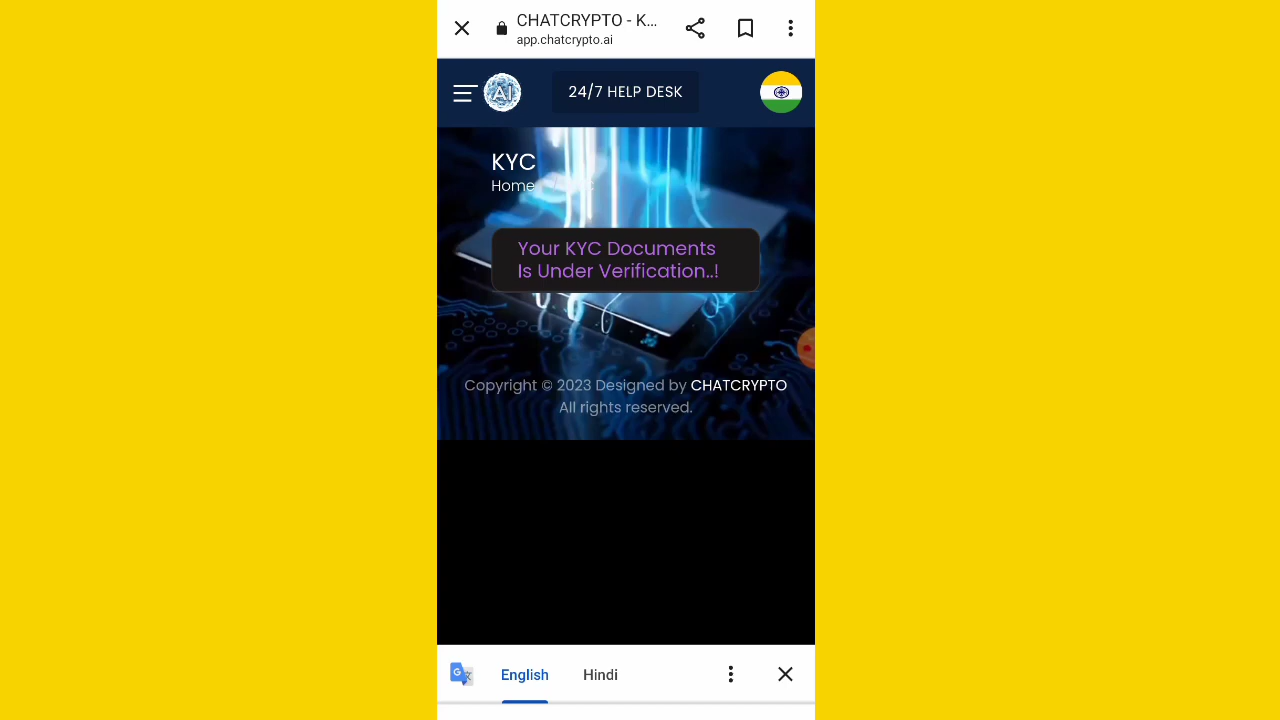 CHATCRYPTO - K...
app.chatcrypto.ai
AI
24/7 HELP DESK
KYC
Home
Your KYC Documents
Is Under Verification..!
Copyright © 2023 Designed by CHATCRYPTO
All rights reserved.
English
Hindi